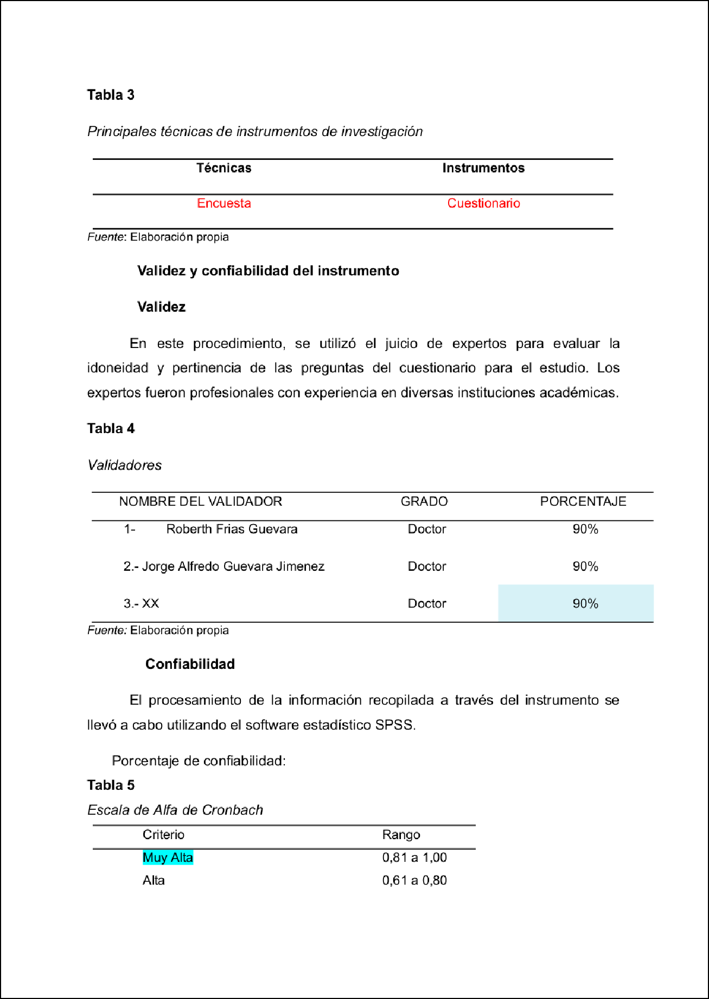 Tabla 3
Principales técnicas de instrumentos de investigación
Técnicas Instrumentos
Encuesta Cuestionario
Fuente: Elaboración propia
Validez y confiabilidad del instrumento
Validez
En este procedimiento, se utilizó el juicio de expertos para evaluar la
idoneidad y pertinencia de las preguntas del cuestionario para el estudio. Los
expertos fueron profesionales con experiencia en diversas instituciones académicas.
Tabla 4
Validadores
NOMBRE DEL VALIDADOR GRADO PORCENTAJE
1- Roberth Frias Guevara Doctor 90%
2.- Jorge Alfredo Guevara Jimenez Doctor 90%
3.- XX Doctor 90%
Fuente: Elaboración propia
Confiabilidad
El procesamiento de la información recopilada a través del instrumento se
llevó a cabo utilizando el software estadístico SPSS.
Porcentaje de confiabilidad:
Tabla 5
Escala de Alfa de Cronbach
Criterio Rango
Muy Alta 0,81 a 1,00
Alta 0,61 a 0,80